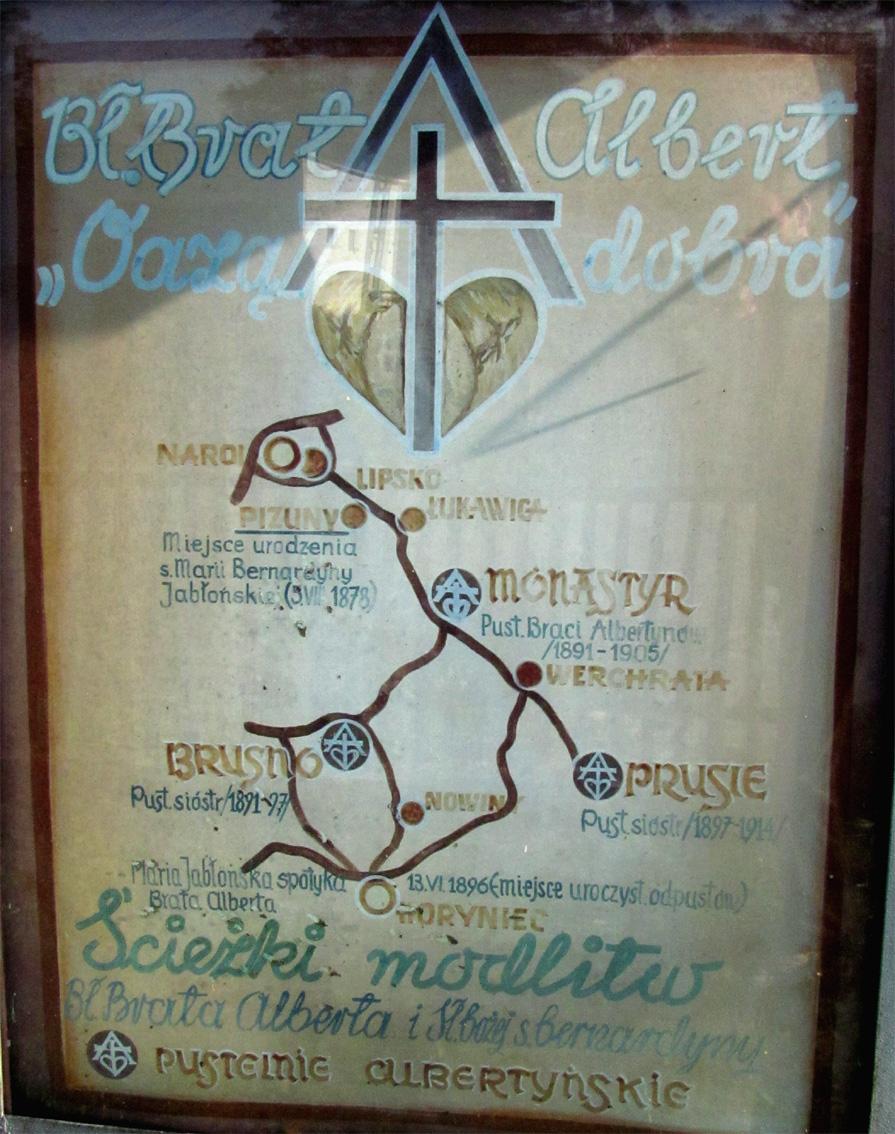 Bł. Brat Albert
„Oazą dobra”
NAROL
LIPSKO
PIZUNY
ŁUKAWICA
Miejsce urodzenia
s. Marii Bernardyny
Jabłońskiej (5.VIII 1878)
MONASTYR
Pust. Braci Albertynów
/1891-1905/
WERCHRATA
BRUSNO
Pust. sióstr/1891-97/
PRUSIE
Pust. sióstr/1897-1914/
NOWINY
Maria Jabłońska spotyka
Brata Alberta
13.VI.1896(miejsce uroczyst. odpustów)
HORYNIEC
Ścieżki modlitw
Bł Brata Alberta i Sł. Bożej s. bernardyny
PUSTELNIE ALBERTYŃSKIE